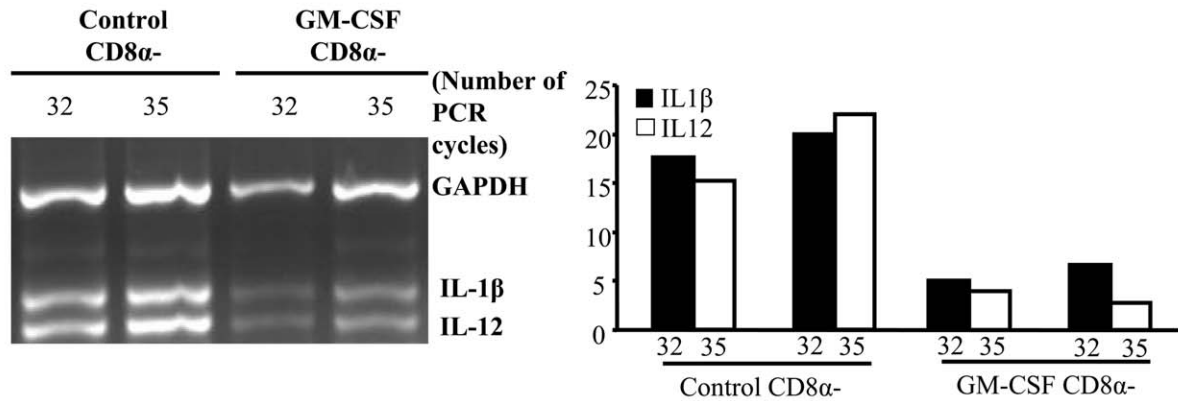 Control
CD8α-
GM-CSF
CD8α-
32
35
32
35
(Number of
PCR
cycles)
GAPDH
IL-1β
IL-12
IL1β
IL12
25
20
15
10
5
0
32 35
32 35
32 35
32 35
Control CD8α-
GM-CSF CD8α-